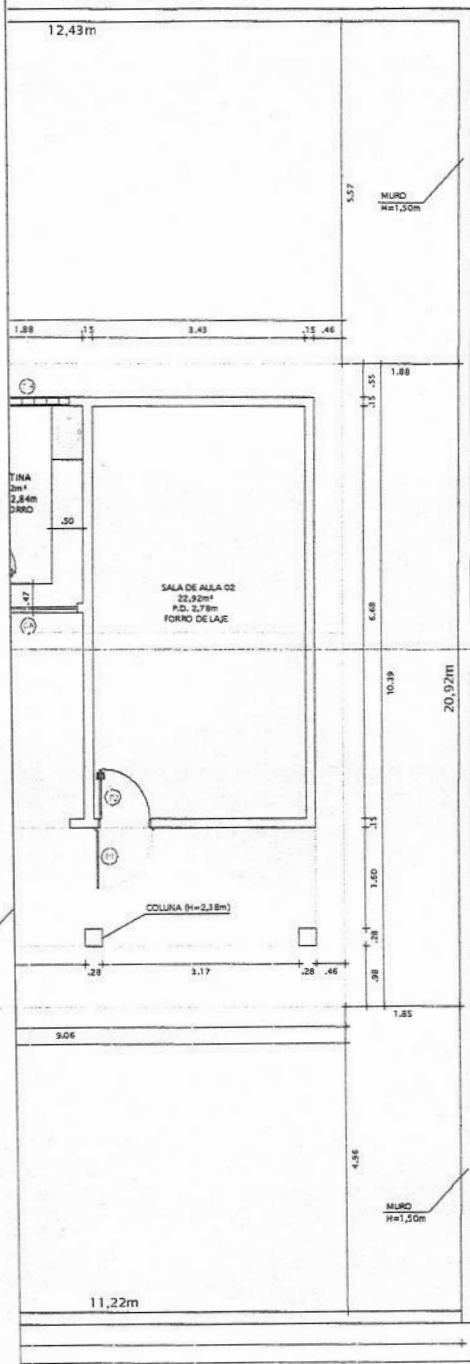 12,43m
5.57
MURO
H=1,50m
1.88
.15
3.43
.15
.46
1.88
.55
.15
TINA
2m²
2,84m
ORRO
.50
.47
SALA DE AULA 02
22,92m²
P.D. 2,78m
FORRO DE LAJE
6.68
10.39
20,92m
.15
1.60
COLUNA (H=2,38m)
.28
.98
.28
3.17
.28
.46
1.85
9.06
4.96
MURO
H=1,50m
11,22m